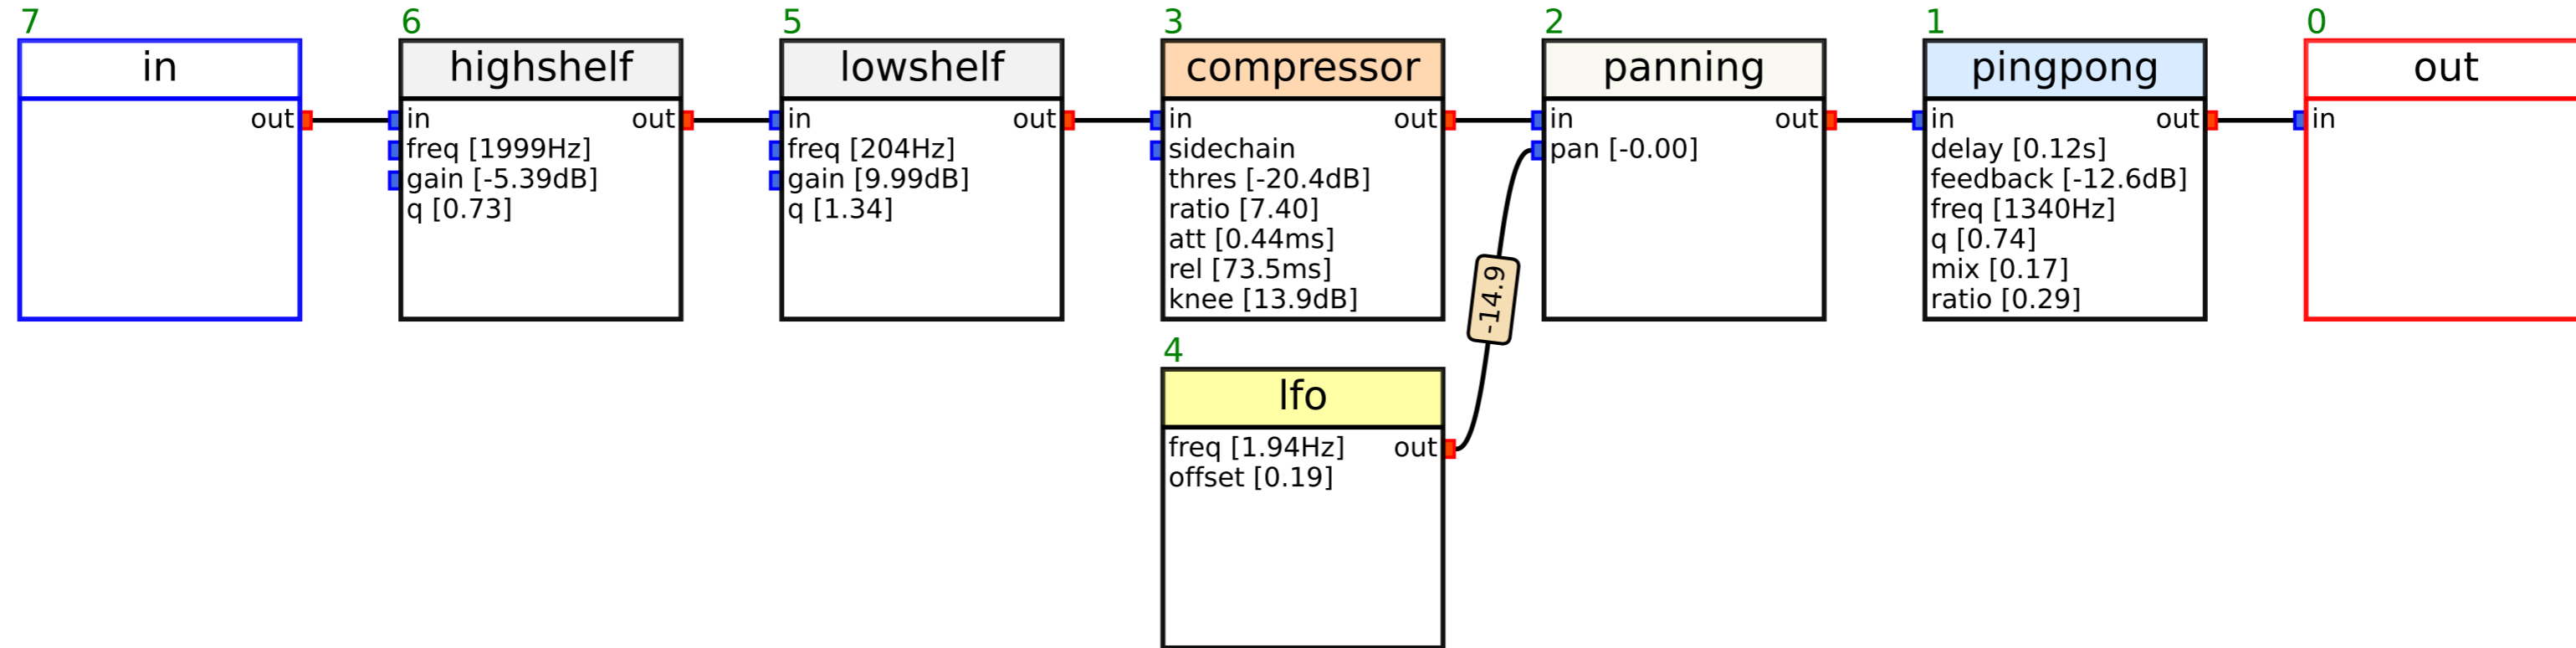 7 6 5 3 2 1 0
in highshelf lowshelf compressor panning pingpong out
out in out in out in out in out in out in
freq [1999Hz] freq [204Hz] sidechain pan [-0.00] delay [0.12s]
gain [-5.39dB] gain [9.99dB] thres [-20.4dB] feedback [-12.6dB]
q [0.73] q [1.34] ratio [7.40] freq [1340Hz]
att [0.44ms] q [0.74]
rel [73.5ms] mix [0.17]
knee [13.9dB] ratio [0.29]
-14.9
4
lfo
freq [1.94Hz] out
offset [0.19]